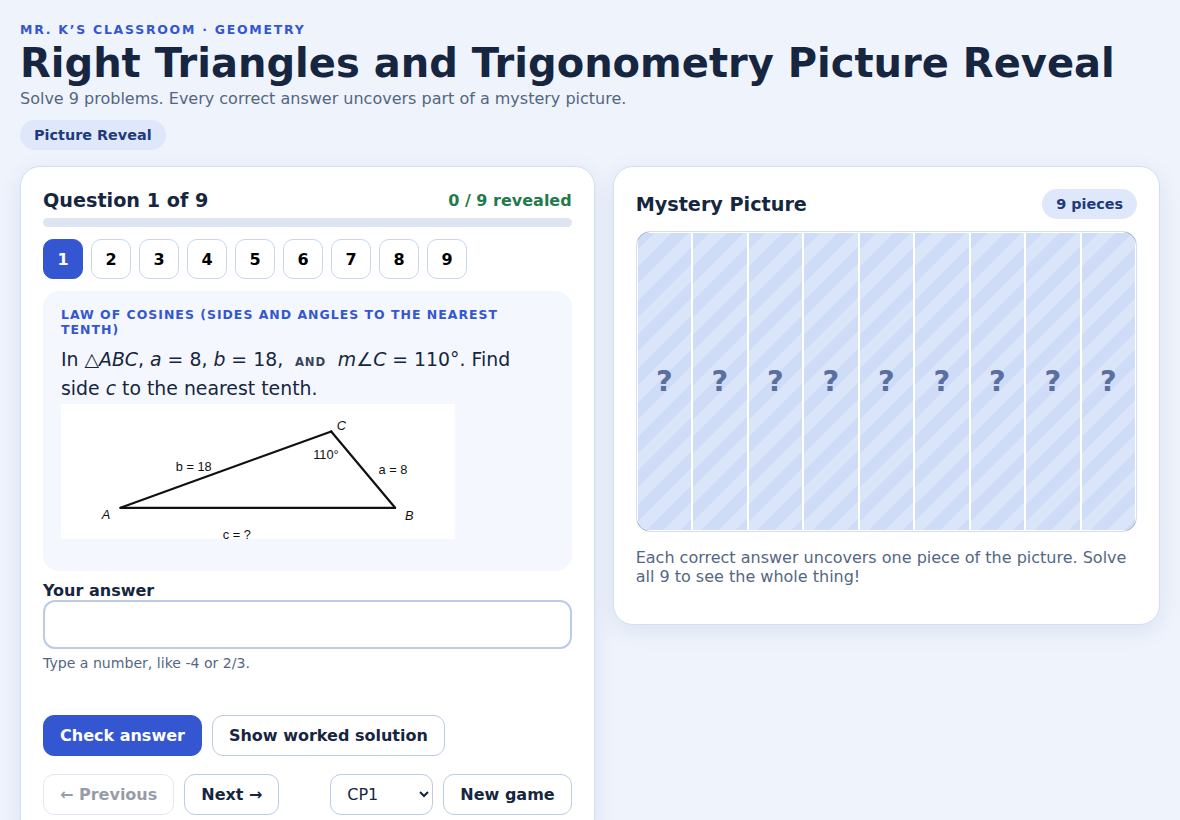 MR. K’S CLASSROOM · GEOMETRY
Right Triangles and Trigonometry Picture Reveal
Solve 9 problems. Every correct answer uncovers part of a mystery picture.
Picture Reveal
Question 1 of 9
0 / 9 revealed
1 2 3 4 5 6 7 8 9
LAW OF COSINES (SIDES AND ANGLES TO THE NEAREST
TENTH)
In △ABC, a = 8, b = 18, AND m∠C = 110°. Find
side c to the nearest tenth.
C
110°
b = 18
a = 8
A
B
c = ?
Your answer
Type a number, like -4 or 2/3.
Check answer
Show worked solution
← Previous
Next →
CP1
New game
Mystery Picture
9 pieces
? ? ? ? ? ? ? ? ?
Each correct answer uncovers one piece of the picture. Solve
all 9 to see the whole thing!